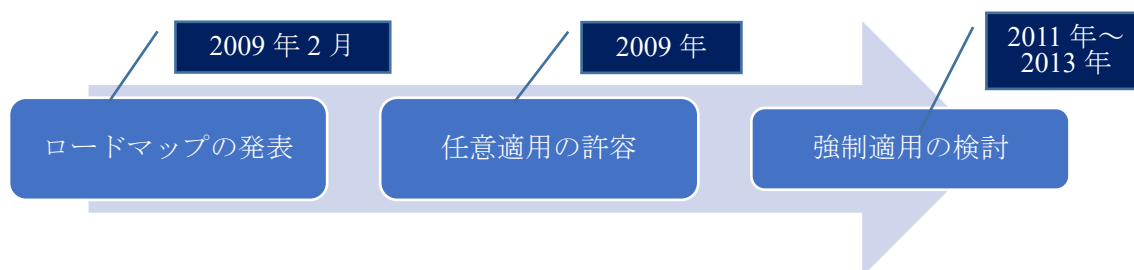 2009 年 2 月
2009 年
2011 年～
2013 年
ロードマップの発表
任意適用の許容
強制適用の検討